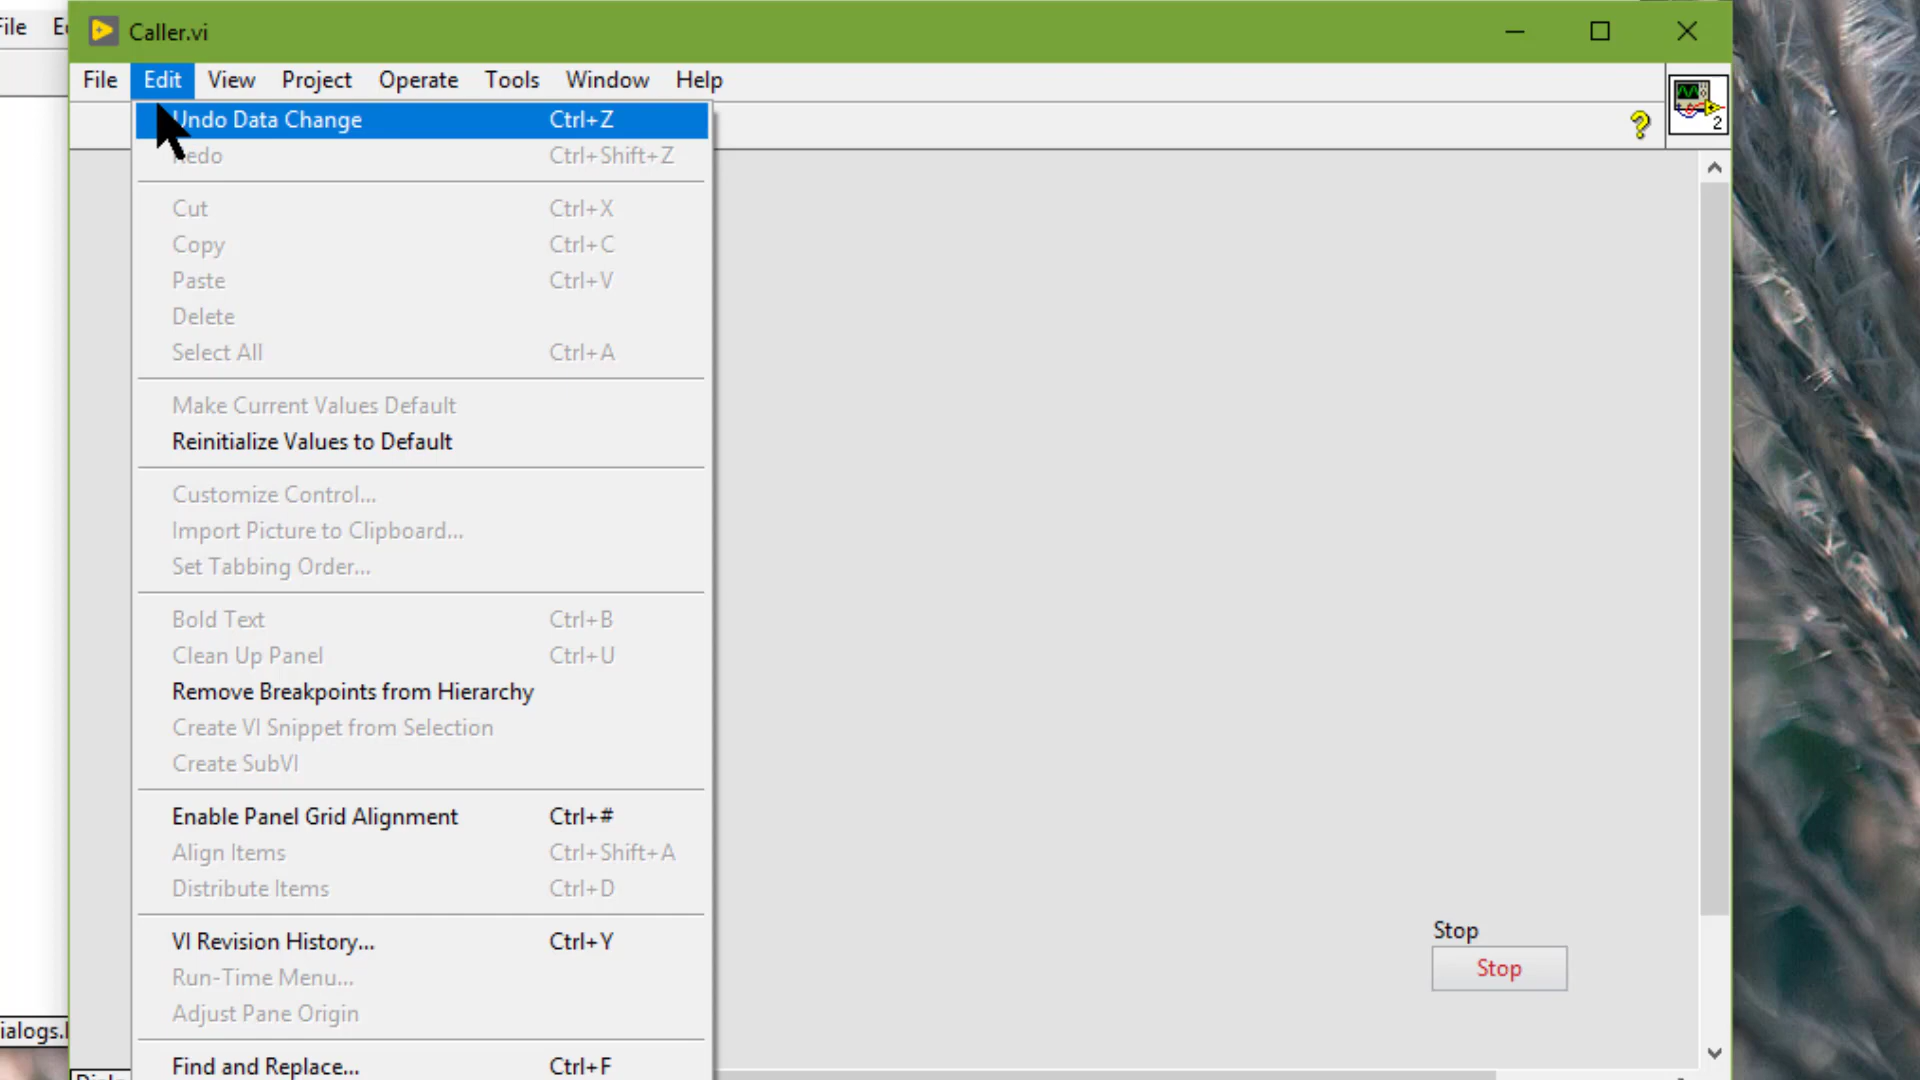 File
Caller.vi
File Edit View Project Operate Tools Window Help
2
Undo Data Change Ctrl+Z
Redo Ctrl+Shift+Z
Cut Ctrl+X
Copy Ctrl+C
Paste Ctrl+V
Delete
Select All Ctrl+A
Make Current Values Default
Reinitialize Values to Default
Customize Control...
Import Picture to Clipboard...
Set Tabbing Order...
Bold Text Ctrl+B
Clean Up Panel Ctrl+U
Remove Breakpoints from Hierarchy
Create VI Snippet from Selection
Create SubVI
Enable Panel Grid Alignment Ctrl+#
Align Items Ctrl+Shift+A
Distribute Items Ctrl+D
VI Revision History... Ctrl+Y
Run-Time Menu...
Adjust Pane Origin
Find and Replace... Ctrl+F
Stop
Stop